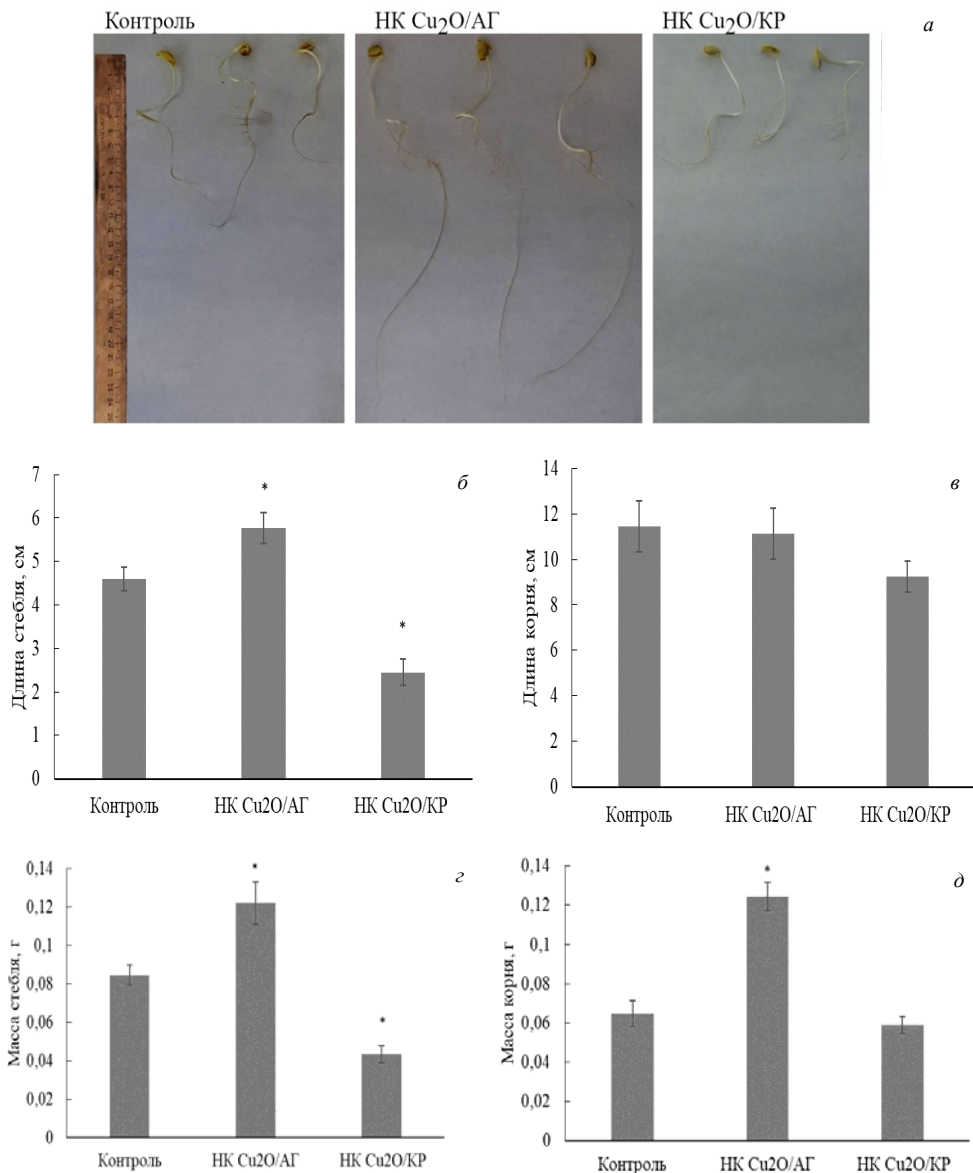 Контроль
НК Cu2O/АГ
НК Cu2O/КР
а
б
Длина стебля, см
7
6
5
4
3
2
1
0
*
*
Контроль
НК Cu2O/АГ
НК Cu2O/КР
в
Длина корня, см
14
12
10
8
6
4
2
0
Контроль
НК Cu2O/АГ
НК Cu2O/КР
г
Масса стебля, г
0,14
0,12
0,1
0,08
0,06
0,04
0,02
0
*
*
Контроль
НК Cu2O/АГ
НК Cu2O/КР
д
Масса корня, г
0,14
0,12
0,1
0,08
0,06
0,04
0,02
0
*
Контроль
НК Cu2O/АГ
НК Cu2O/КР